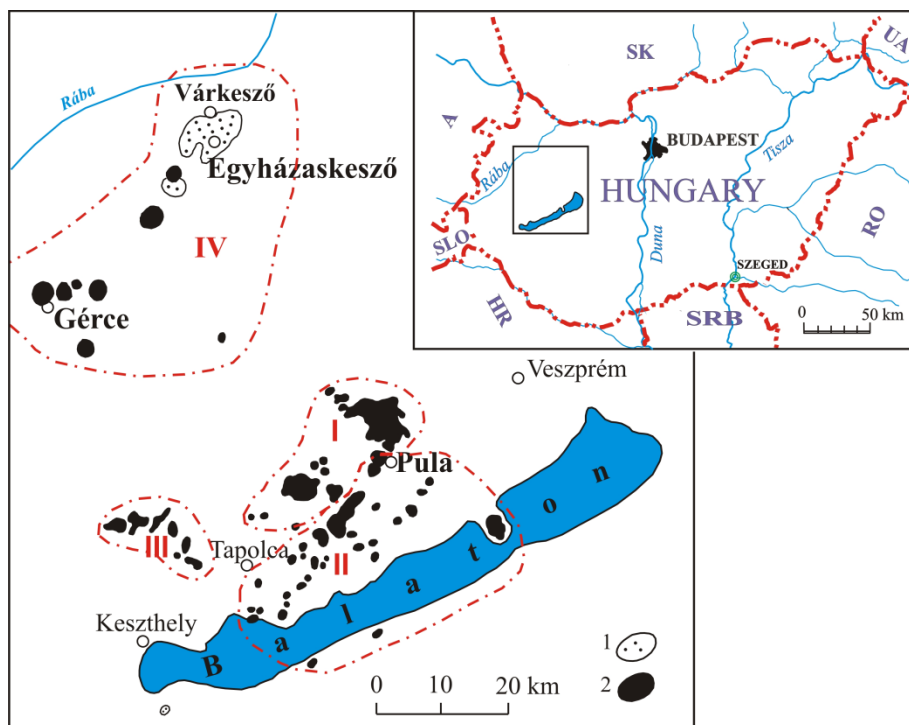 Rába
Várkesző
Egyházaskesző
IV
Gérce
SK
UA
A
BUDAPEST
Tisza
Rába
HUNGARY
RO
SLO
Duna
SZEGED
HR
SRB
0 50 km
Veszprém
I
Pula
III
Tapolca
II
Keszthely
Balaton
1
2
0 10 20 km